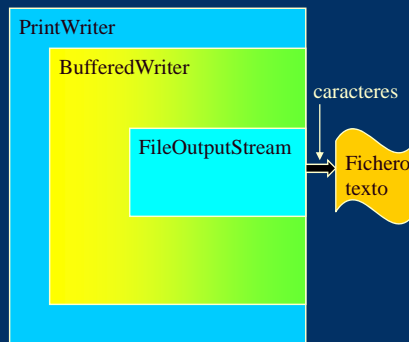 PrintWriter
BufferedWriter
caracteres
FileOutputStream
Fichero
texto